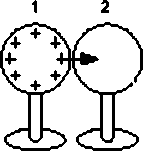 1 2
+ + + + + + + +